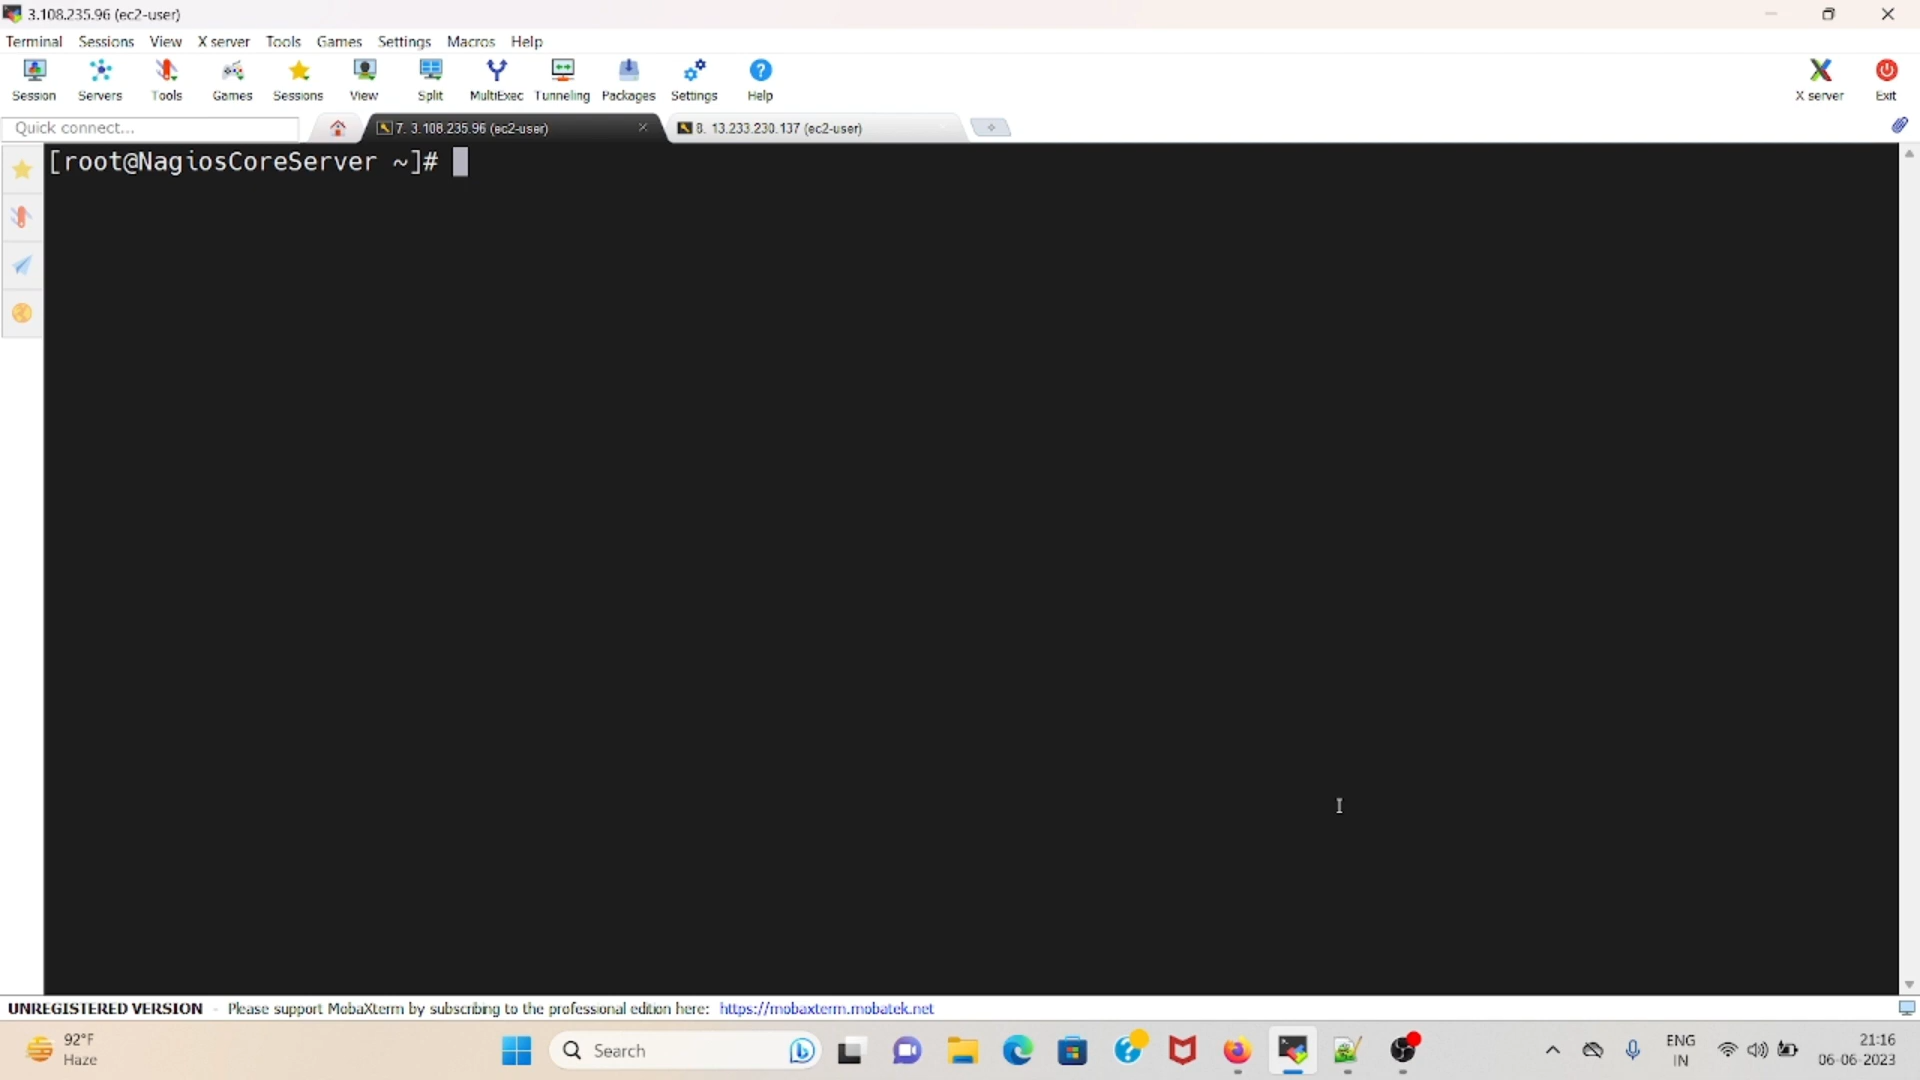 3.108.235.96 (ec2-user)
Terminal Sessions View X server Tools Games Settings Macros Help
Session Servers Tools Games Sessions View Split MultiExec Tunneling Packages Settings Help X server Exit
Quick connect... 7. 3.108.235.96 (ec2-user) 8. 13.233.230.137 (ec2-user)
[root@NagiosCoreServer ~]#
UNREGISTERED VERSION - Please support MobaXterm by subscribing to the professional edition here: https://mobaxterm.mobatek.net
92°F
Haze
Search
ENG
IN
21:16
06-06-2023